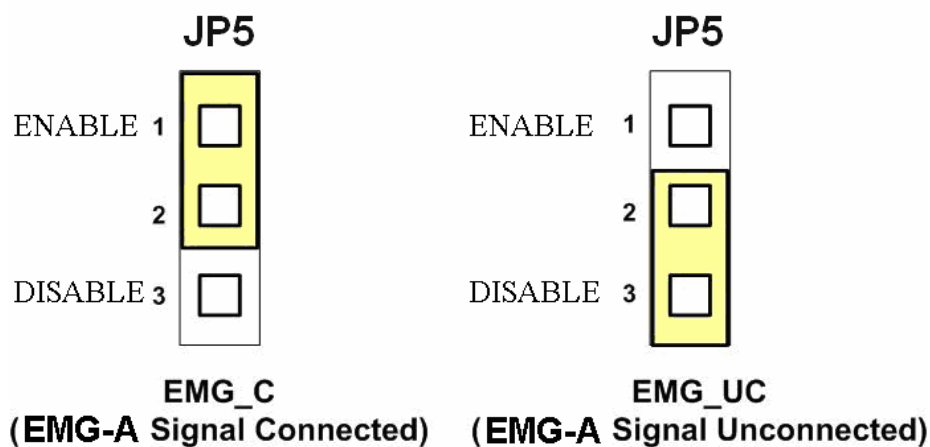 JP5
ENABLE 1
2
DISABLE 3
EMG_C
(EMG-A Signal Connected)
JP5
ENABLE 1
2
DISABLE 3
EMG_UC
(EMG-A Signal Unconnected)